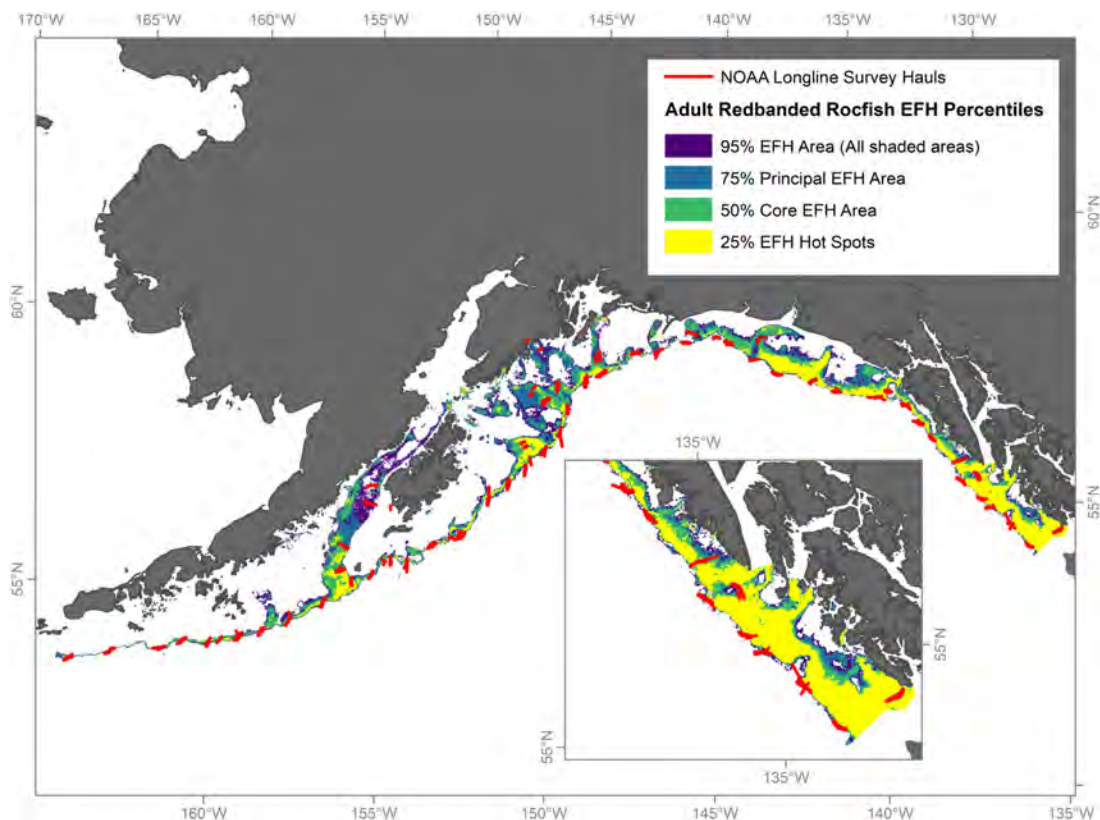 170°W 165°W 160°W 155°W 150°W 145°W 140°W 135°W 130°W
NOAA Longline Survey Hauls
Adult Redbanded Rocfish EFH Percentiles
95% EFH Area (All shaded areas)
75% Principal EFH Area
50% Core EFH Area
25% EFH Hot Spots
60°N
60°N
135°W
55°N
55°N
55°N
55°N
135°W
160°W 155°W 150°W 145°W 140°W 135°W